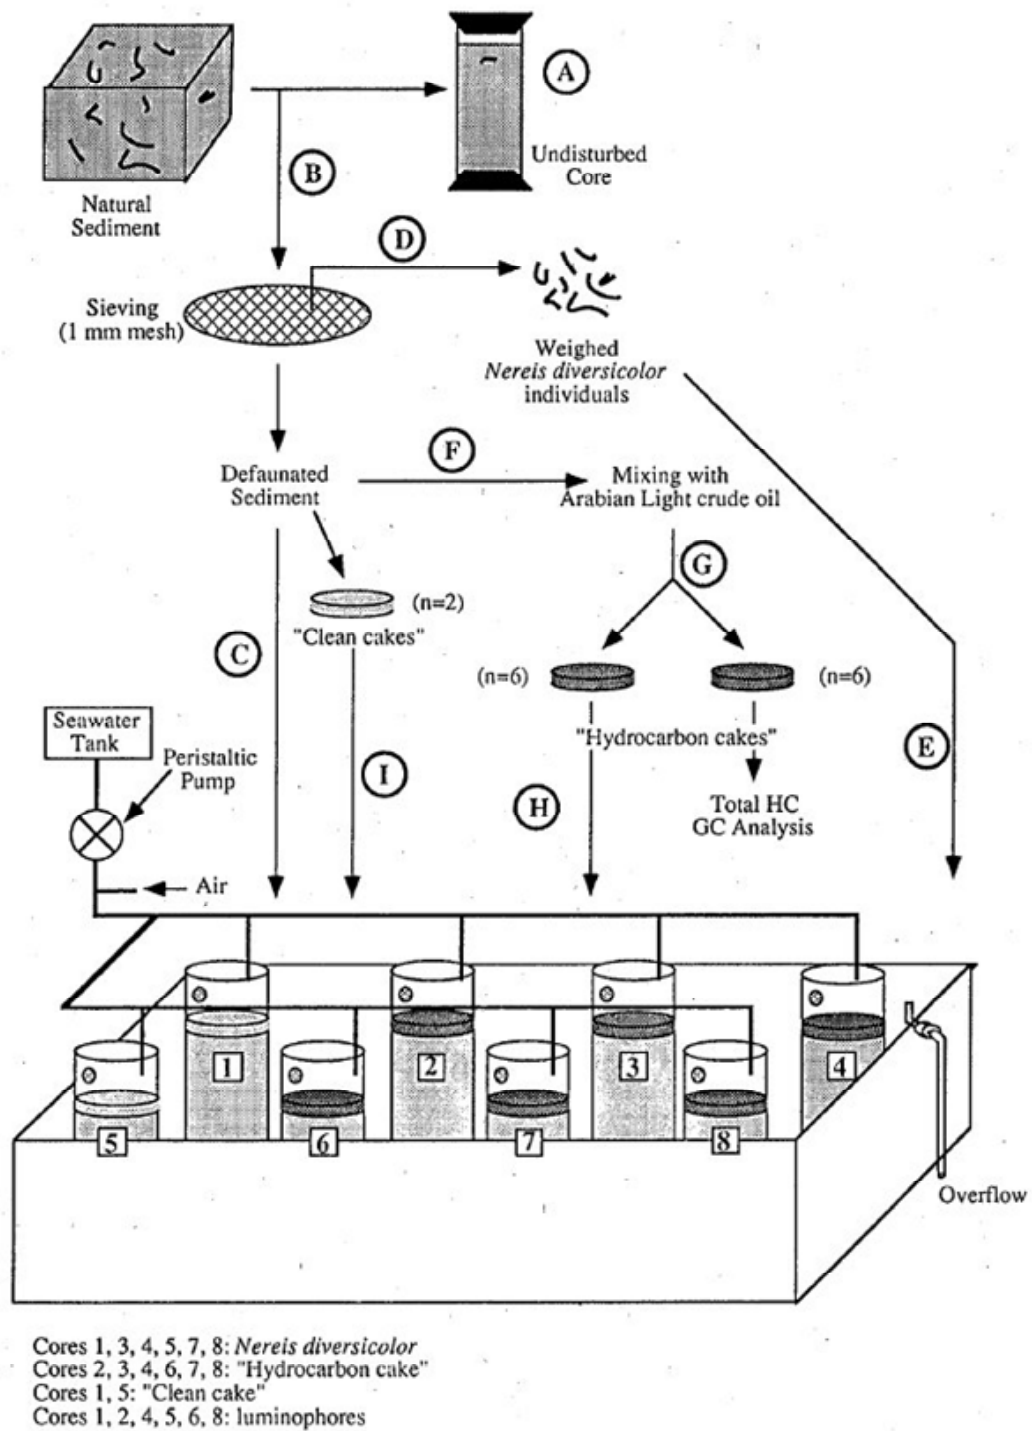 A
Undisturbed
Core
B
Natural
Sediment
D
Sieving
(1 mm mesh)
Weighed
Nereis diversicolor
individuals
F
Defaunated
Sediment
Mixing with
Arabian Light crude oil
G
(n=2)
"Clean cakes"
C
(n=6)
(n=6)
"Hydrocarbon cakes"
E
Seawater
Tank
Peristaltic
Pump
I
H
Total HC
GC Analysis
Air
1
2
3
4
5
6
7
8
Overflow
Cores 1, 3, 4, 5, 7, 8: Nereis diversicolor
Cores 2, 3, 4, 6, 7, 8: "Hydrocarbon cake"
Cores 1, 5: "Clean cake"
Cores 1, 2, 4, 5, 6, 8: luminophores